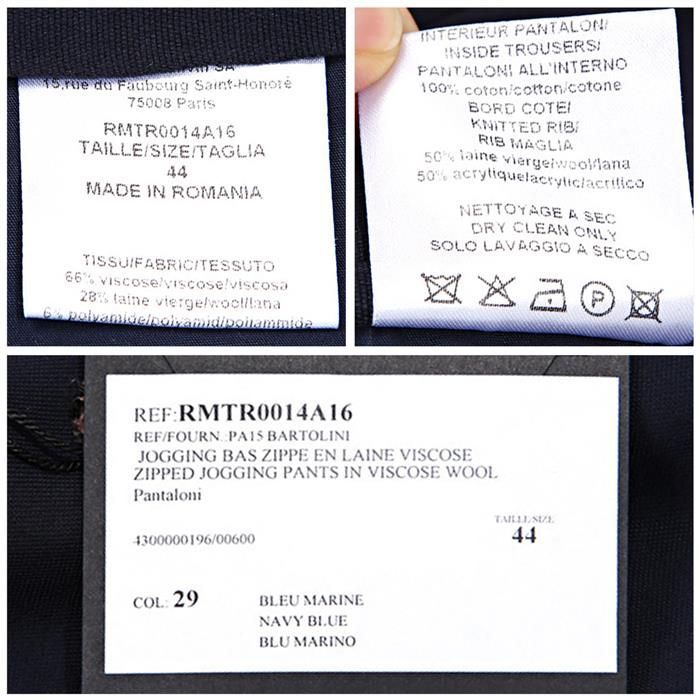 SA
15,rue du Faubourg Saint-Honoré
75008 Paris
RMTR0014A16
TAILLE/SIZE/TAGLIA
44
MADE IN ROMANIA
TISSU/FABRIC/TESSUTO
66% viscose/viscose/viscosa
28% laine vierge/wool/lana
6% polyamide/polyamid/poliammide
INTERIEUR PANTALON/
INSIDE TROUSERS/
PANTALONI ALL'INTERNO
100% coton/cotton/cotone
BORD COTE/
KNITTED RIB/
RIB MAGLIA
50% laine vierge/wool/lana
50% acrylique/acrylic/acrilico
NETTOYAGE A SEC
DRY CLEAN ONLY
SOLO LAVAGGIO A SECCO
P
REF:RMTR0014A16
REF/FOURN.:PA15 BARTOLINI
JOGGING BAS ZIPPE EN LAINE VISCOSE
ZIPPED JOGGING PANTS IN VISCOSE WOOL
Pantaloni
4300000196/00600
TAILLE/SIZE
44
COL: 29
BLEU MARINE
NAVY BLUE
BLU MARINO